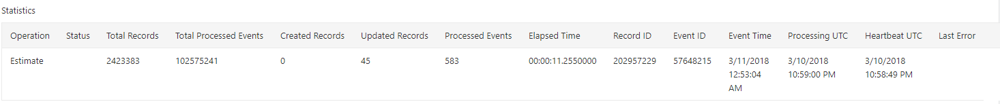 Statistics
Operation Status Total Records Total Processed Events Created Records Updated Records Processed Events Elapsed Time Record ID Event ID Event Time Processing UTC Heartbeat UTC Last Error
Estimate 2423383 102575241 0 45 583 00:00:11.2550000 202957229 57648215 3/11/2018 3/10/2018 3/10/2018
12:53:04 10:59:00 PM 10:58:49 PM
AM